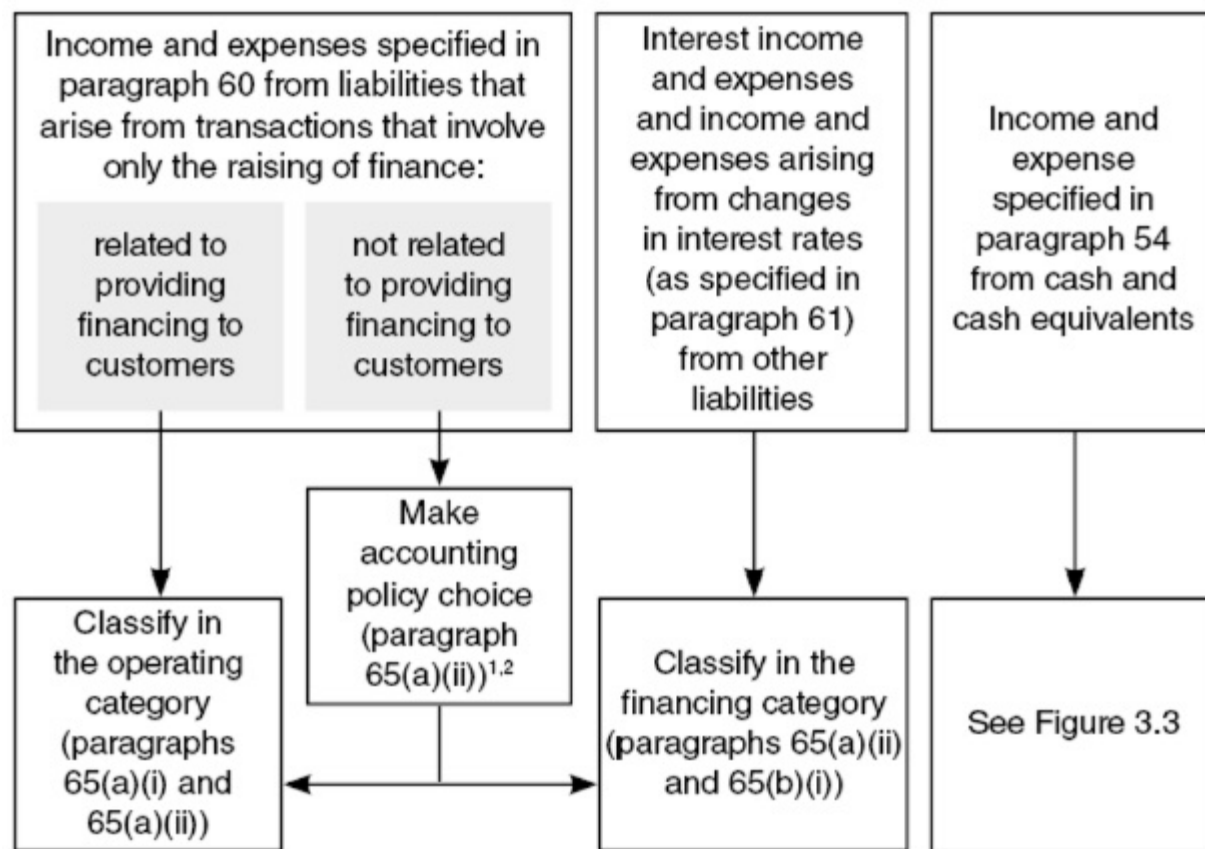 Income and expenses specified in
paragraph 60 from liabilities that
arise from transactions that involve
only the raising of finance:
related to
providing
financing to
customers
not related
to providing
financing to
customers
Interest income
and expenses
and income and
expenses arising
from changes
in interest rates
(as specified in
paragraph 61)
from other
liabilities
Income and
expense
specified in
paragraph 54
from cash and
cash equivalents
Make
accounting
policy choice
(paragraph
65(a)(ii))1,2
Classify in
the operating
category
(paragraphs
65(a)(i) and
65(a)(ii))
Classify in the
financing category
(paragraphs 65(a)(ii)
and 65(b)(i))
See Figure 3.3